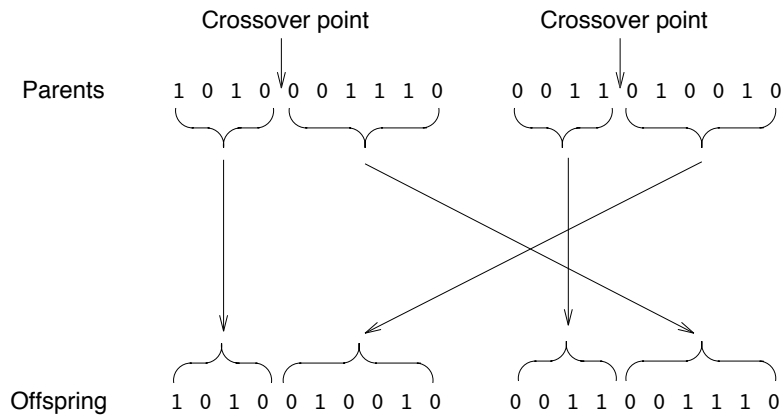 Crossover point Crossover point
Parents 1 0 1 0 0 0 1 1 1 0 0 0 1 1 0 1 0 0 1 0
Offspring 1 0 1 0 0 1 0 0 1 0 0 0 1 1 0 0 1 1 1 0